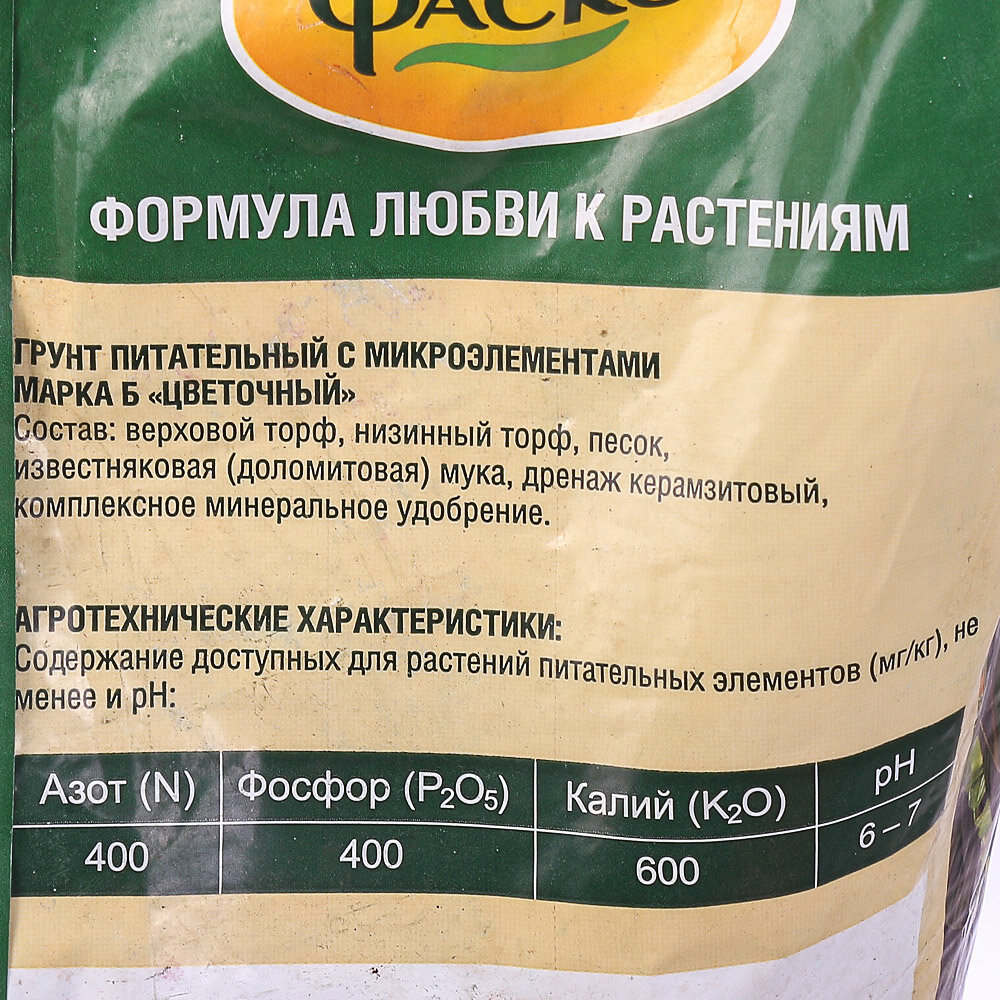 ФАСКО
ФОРМУЛА ЛЮБВИ К РАСТЕНИЯМ
ГРУНТ ПИТАТЕЛЬНЫЙ С МИКРОЭЛЕМЕНТАМИ
МАРКА Б «ЦВЕТОЧНЫЙ»
Состав: верховой торф, низинный торф, песок,
известняковая (доломитовая) мука, дренаж керамзитовый,
комплексное минеральное удобрение.
АГРОТЕХНИЧЕСКИЕ ХАРАКТЕРИСТИКИ:
Содержание доступных для растений питательных элементов (мг/кг), не
менее и pH:
Азот (N) Фосфор (P₂O₅) Калий (K₂O) pH
400 400 600 6 – 7